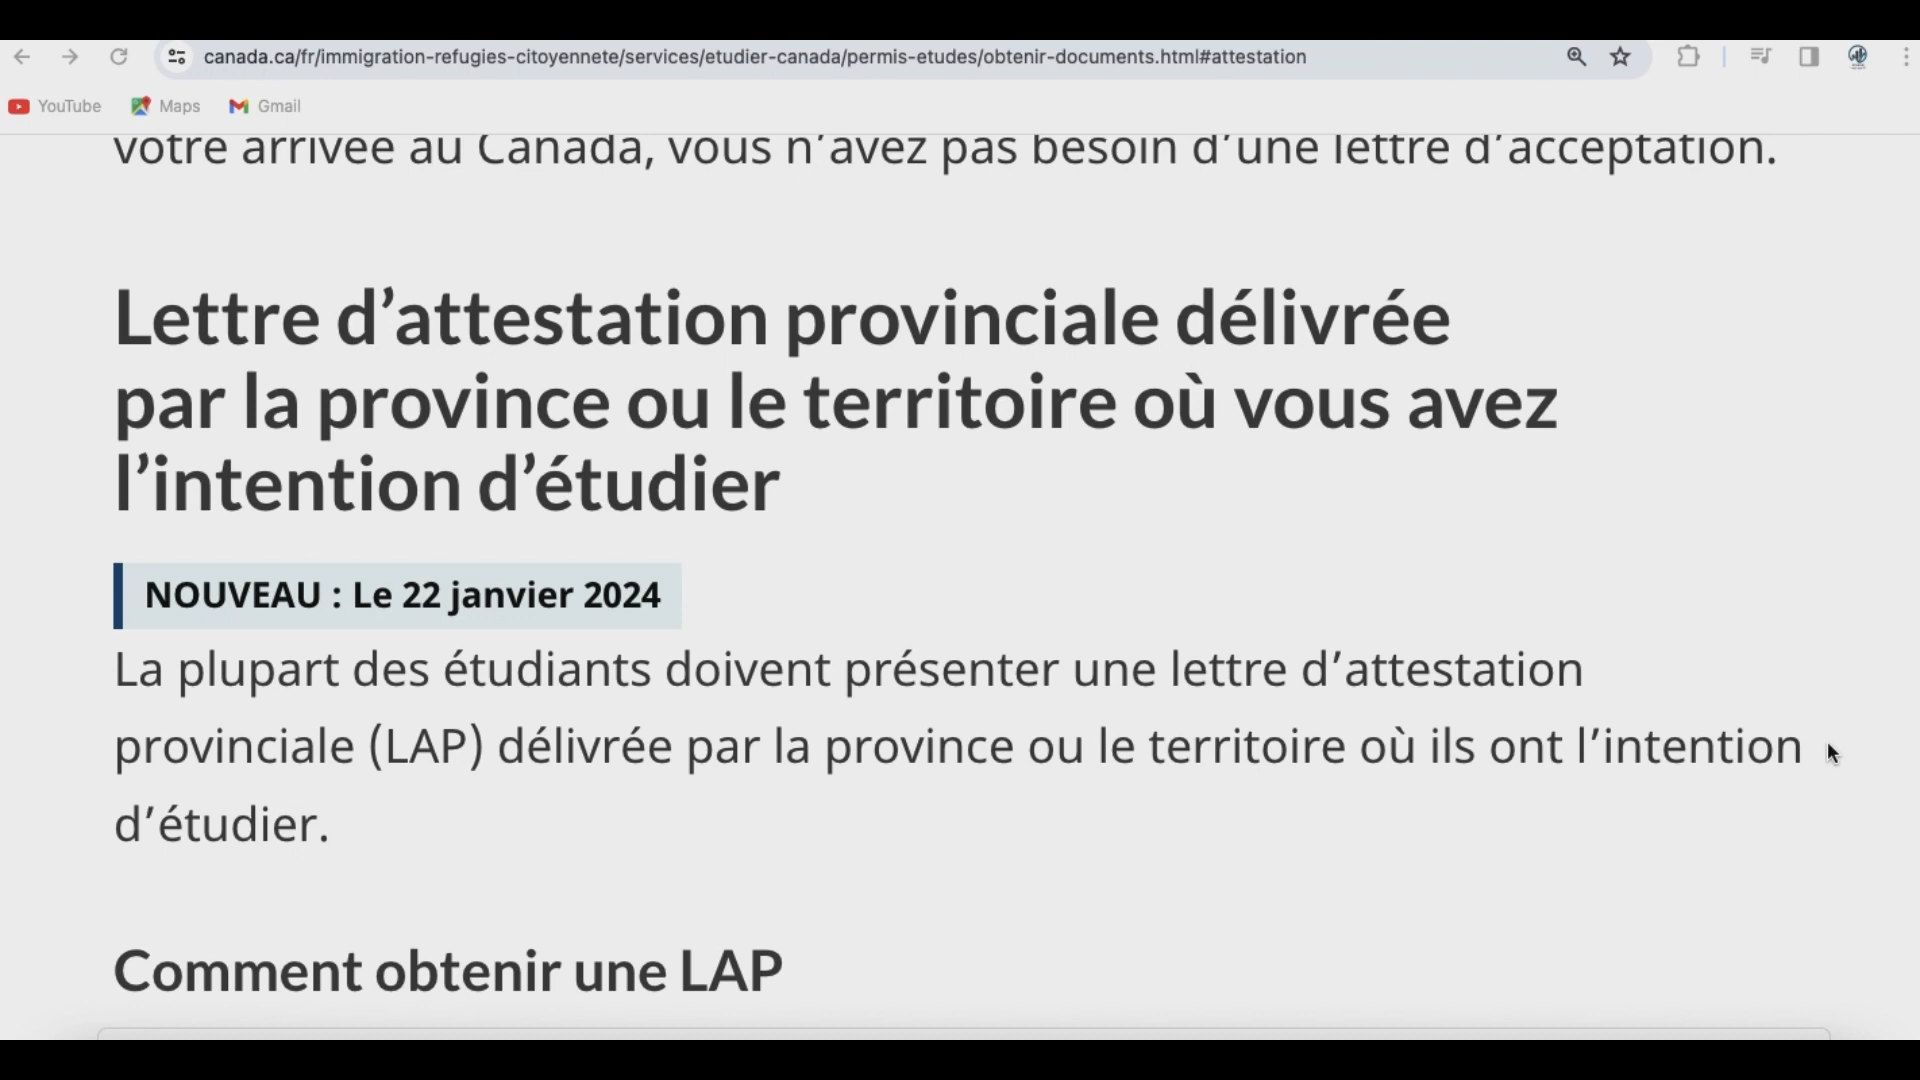 canada.ca/fr/immigration-refugies-citoyennete/services/etudier-canada/permis-etudes/obtenir-documents.html#attestation
YouTube Maps Gmail
votre arrivée au Canada, vous n’avez pas besoin d’une lettre d’acceptation.
Lettre d’attestation provinciale délivrée
par la province ou le territoire où vous avez
l’intention d’étudier
NOUVEAU : Le 22 janvier 2024
La plupart des étudiants doivent présenter une lettre d’attestation
provinciale (LAP) délivrée par la province ou le territoire où ils ont l’intention
d’étudier.
Comment obtenir une LAP